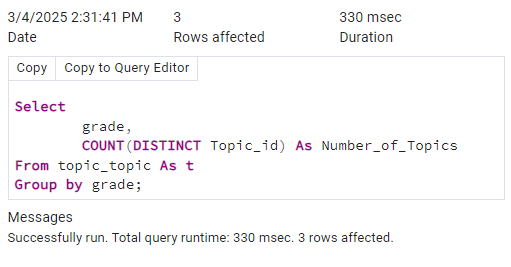 3/4/2025 2:31:41 PM 3 330 msec
Date Rows affected Duration
Copy Copy to Query Editor
Select
grade,
COUNT(DISTINCT Topic_id) As Number_of_Topics
From topic_topic As t
Group by grade;
Messages
Successfully run. Total query runtime: 330 msec. 3 rows affected.